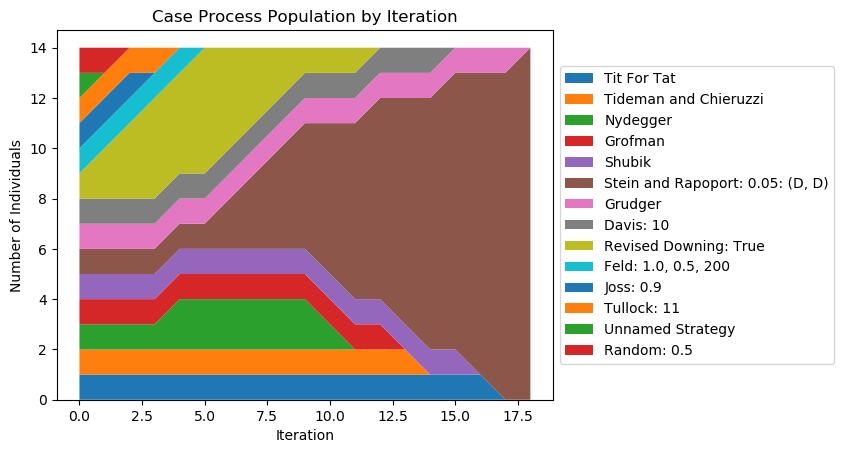 Case Process Population by Iteration
Number of Individuals
14
12
10
8
6
4
2
0
0.0 2.5 5.0 7.5 10.0 12.5 15.0 17.5
Iteration
Tit For Tat
Tideman and Chieruzzi
Nydegger
Grofman
Shubik
Stein and Rapoport: 0.05: (D, D)
Grudger
Davis: 10
Revised Downing: True
Feld: 1.0, 0.5, 200
Joss: 0.9
Tullock: 11
Unnamed Strategy
Random: 0.5